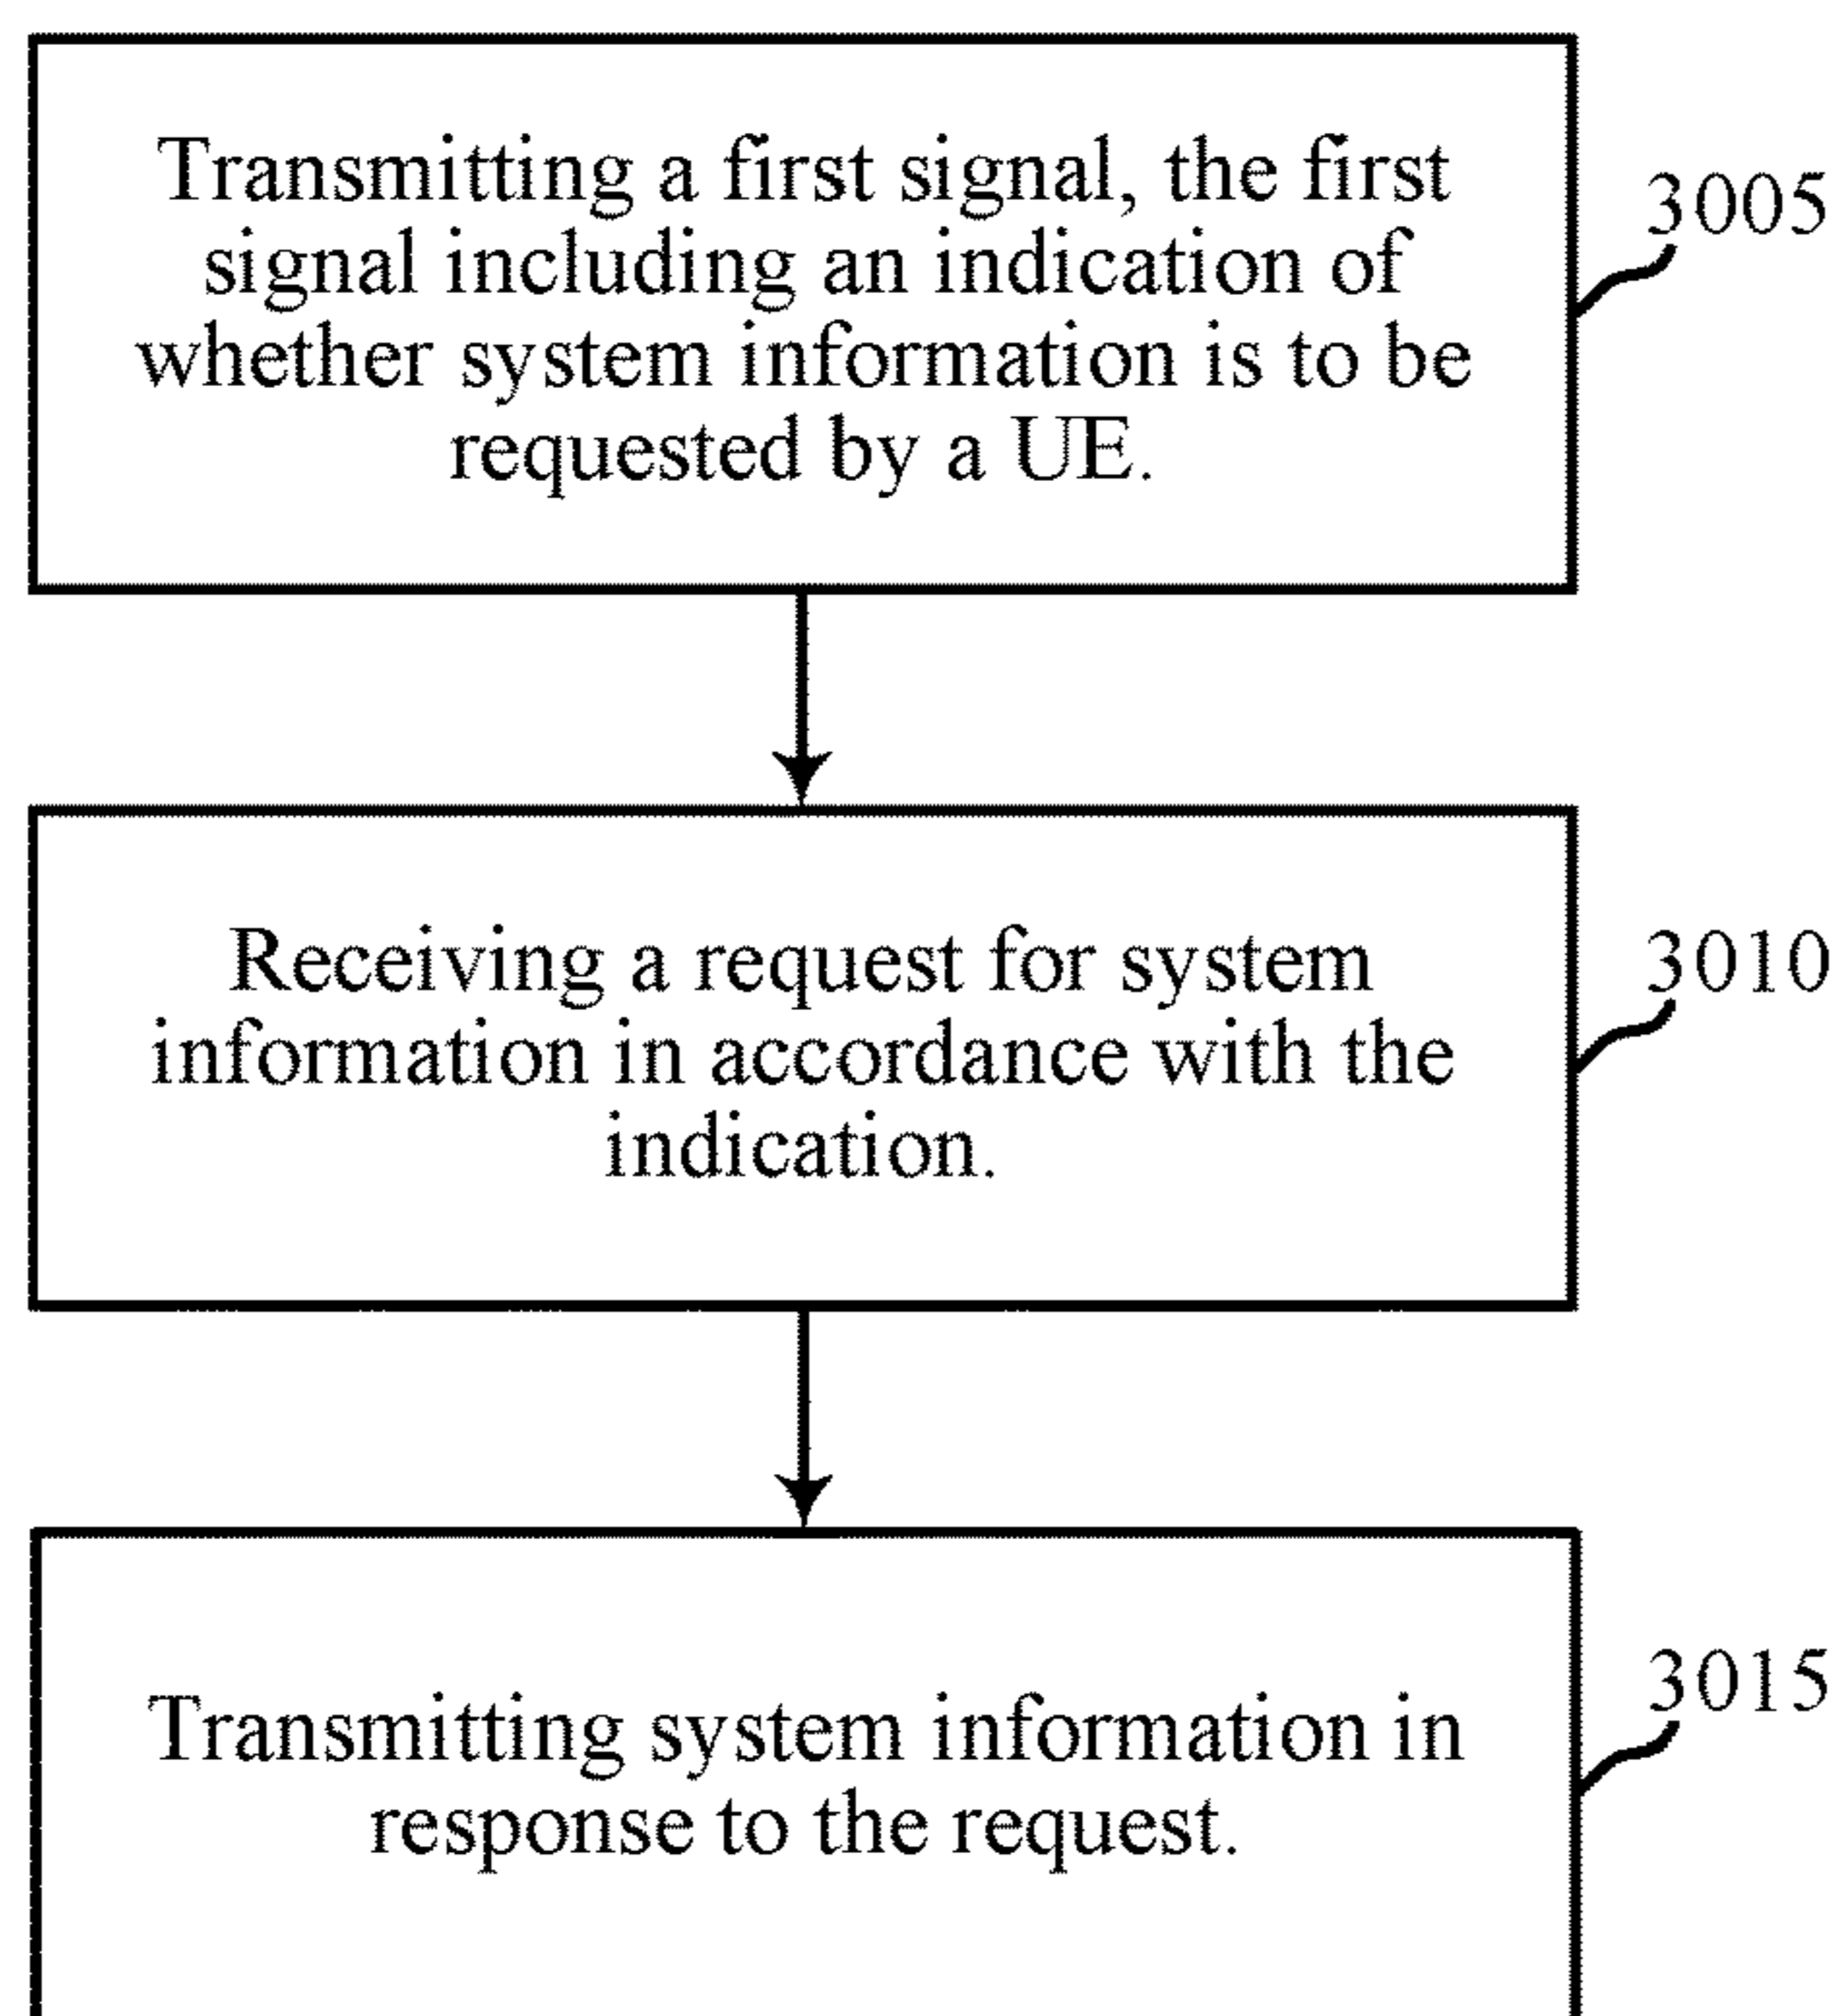 Transmitting a first signal, the first
signal including an indication of
whether system information is to be
requested by a UE.
3005
Receiving a request for system
information in accordance with the
indication.
3010
Transmitting system information in
response to the request.
3015